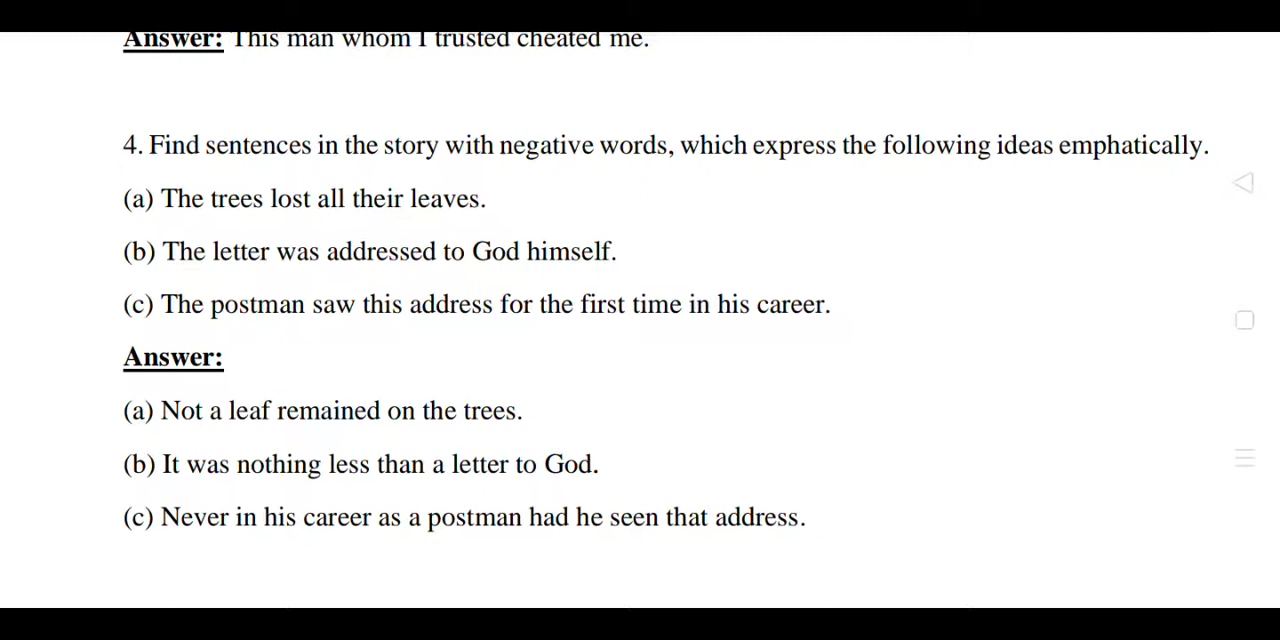 Answer: This man whom I trusted cheated me.
4. Find sentences in the story with negative words, which express the following ideas emphatically.
(a) The trees lost all their leaves.
(b) The letter was addressed to God himself.
(c) The postman saw this address for the first time in his career.
Answer:
(a) Not a leaf remained on the trees.
(b) It was nothing less than a letter to God.
(c) Never in his career as a postman had he seen that address.